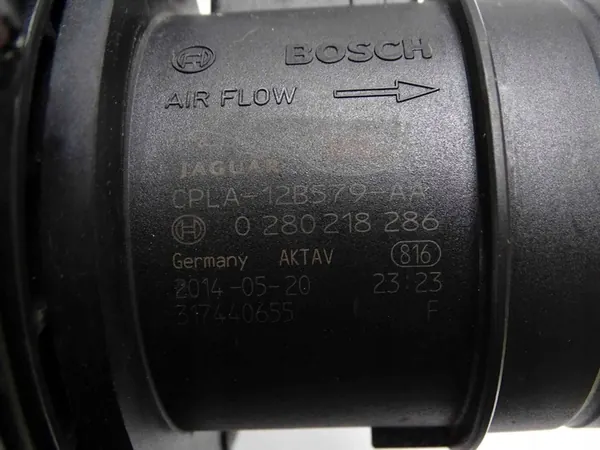 BOSCH
AIR FLOW
JAGUAR
CPLA-12B579-AA
0 280 218 286
Germany AKTAV 816
2014-05-20 23:23
317440655 F